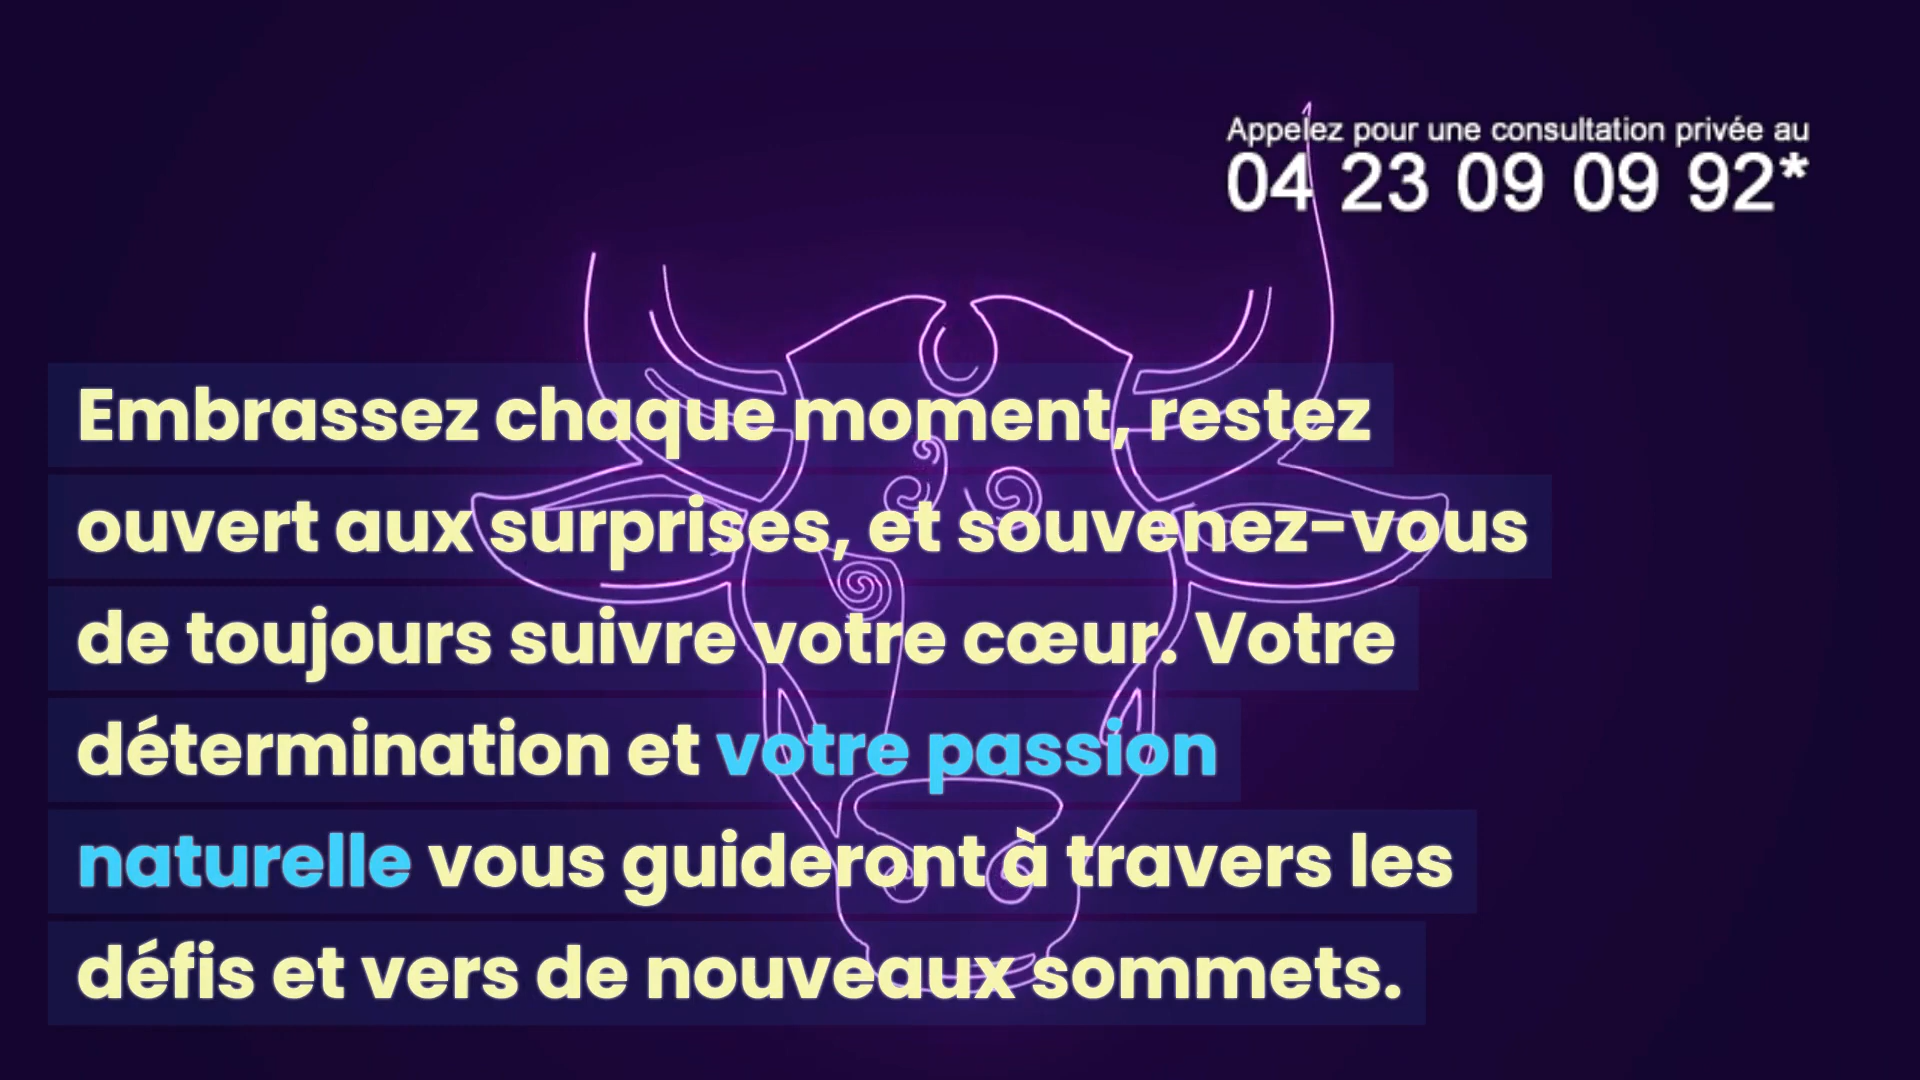 Appelez pour une consultation privée au
04 23 09 09 92*
Embrassez chaque moment, restez
ouvert aux surprises, et souvenez-vous
de toujours suivre votre cœur. Votre
détermination et votre passion
naturelle vous guideront à travers les
défis et vers de nouveaux sommets.